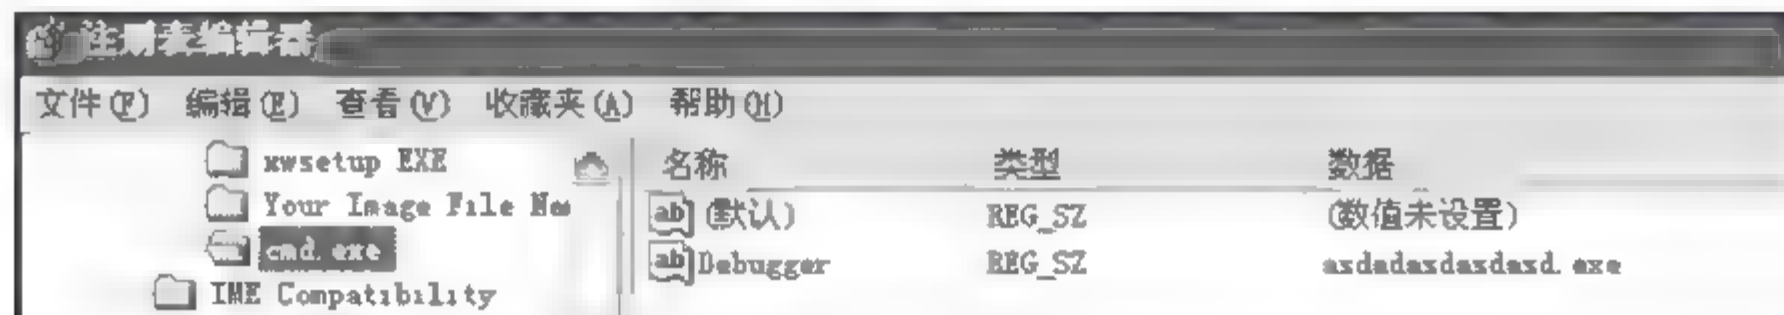 注册表编辑器
文件(F) 编辑(E) 查看(V) 收藏夹(A) 帮助(H)
xwsetup EXE
Your Image File
cmd.exe
IME Compatibility
名称 类型 数据
ab (默认) REG_SZ (数值未设置)
ab Debugger REG_SZ asdadasdasdasd.exe